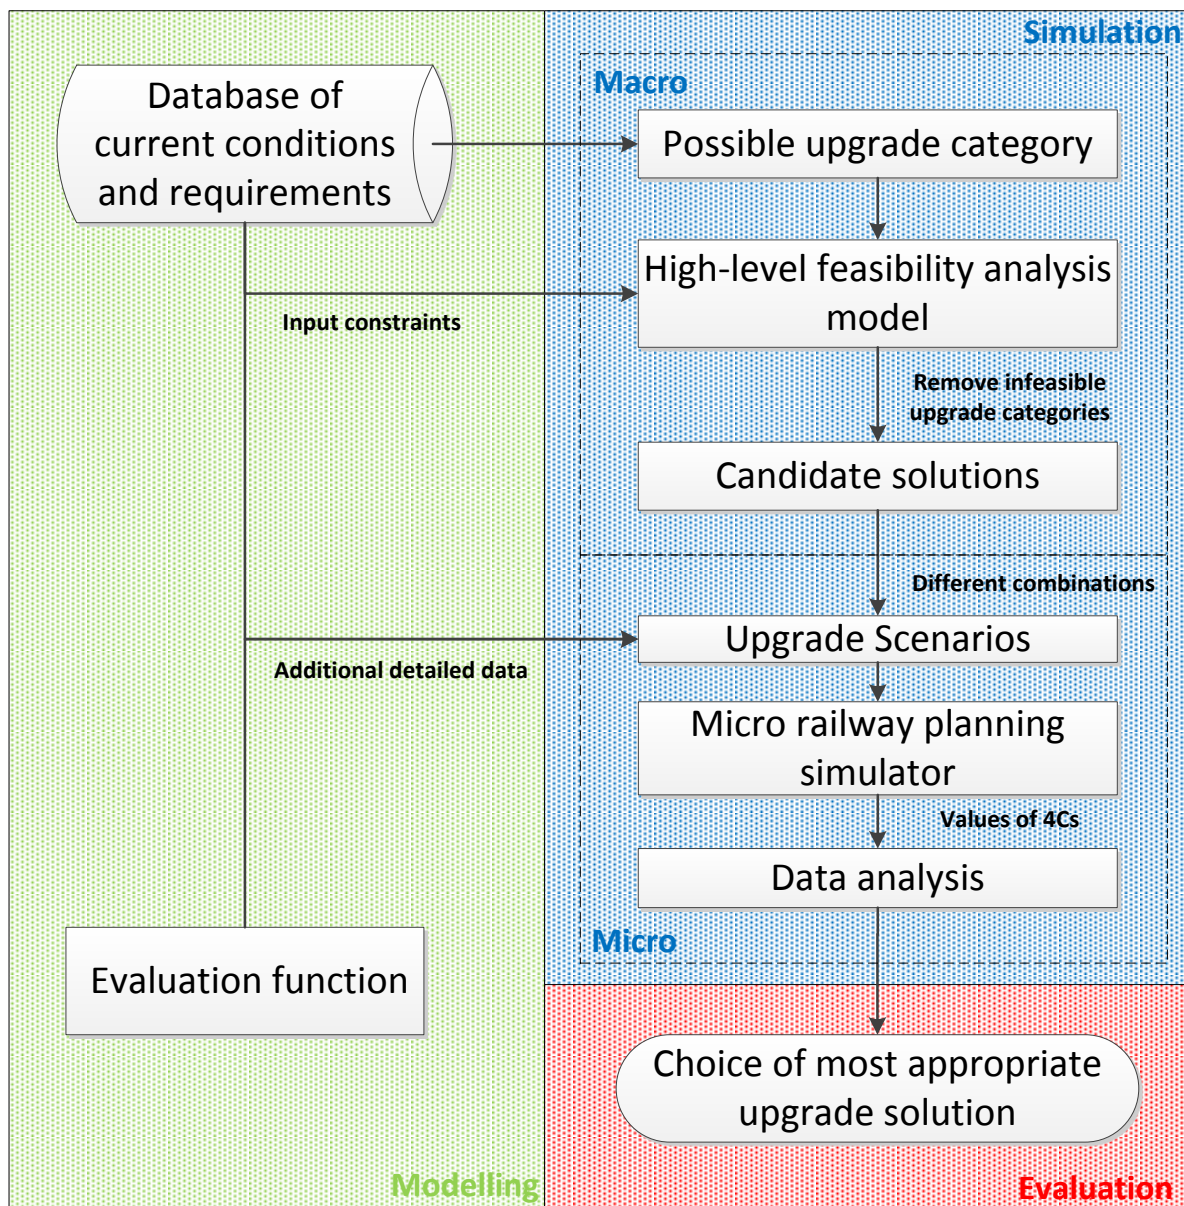 Simulation
Macro
Database of
current conditions
and requirements
Possible upgrade category
High-level feasibility analysis
model
Input constraints
Remove infeasible
upgrade categories
Candidate solutions
Different combinations
Upgrade Scenarios
Additional detailed data
Micro railway planning
simulator
Values of 4Cs
Data analysis
Micro
Evaluation function
Choice of most appropriate
upgrade solution
Modelling
Evaluation